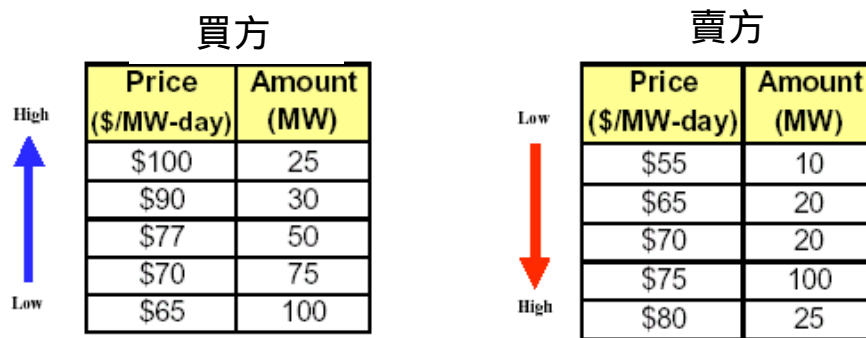 買方
Price Amount
($/MW-day) (MW)
High
$100 25
$90 30
$77 50
$70 75
Low
$65 100
賣方
Price Amount
Low
($/MW-day) (MW)
$55 10
$65 20
$70 20
$75 100
High
$80 25